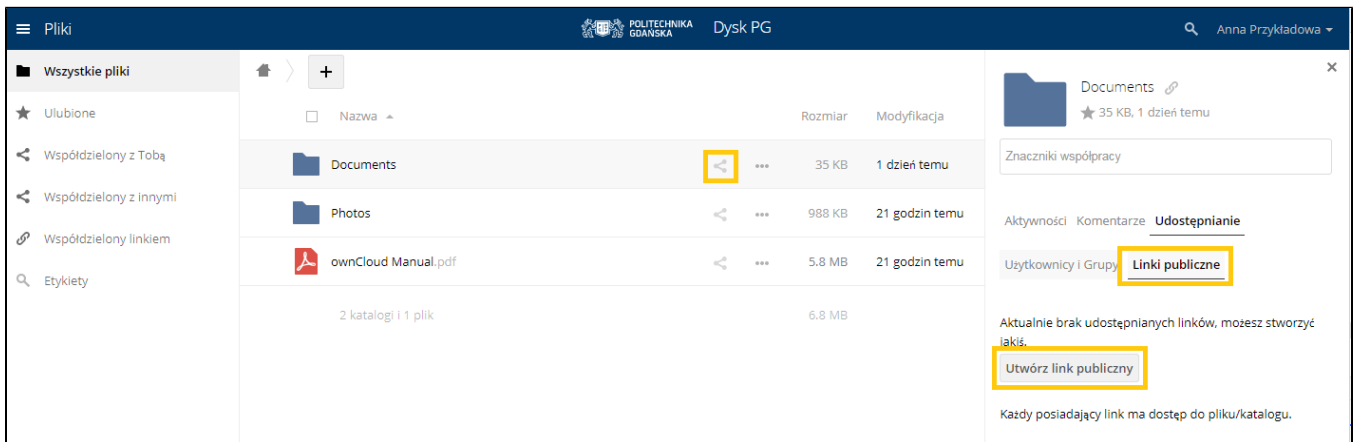 Pliki
POLITECHNIKA
GDAŃSKA
Dysk PG
Anna Przykładowa
Wszystkie pliki
Ulubione
Współdzielony z Tobą
Współdzielony z innymi
Współdzielony linkiem
Etykiety
+
Nazwa
Rozmiar
Modyfikacja
Documents
35 KB
1 dzień temu
Photos
988 KB
21 godzin temu
ownCloud Manual.pdf
5.8 MB
21 godzin temu
2 katalogi i 1 plik
6.8 MB
Documents
35 KB, 1 dzień temu
Znaczniki współpracy
Aktywności Komentarze Udostępnianie
Użytkownicy i Grupy Linki publiczne
Aktualnie brak udostępnianych linków, możesz stworzyć
jakiś.
Utwórz link publiczny
Każdy posiadający link ma dostęp do pliku/katalogu.